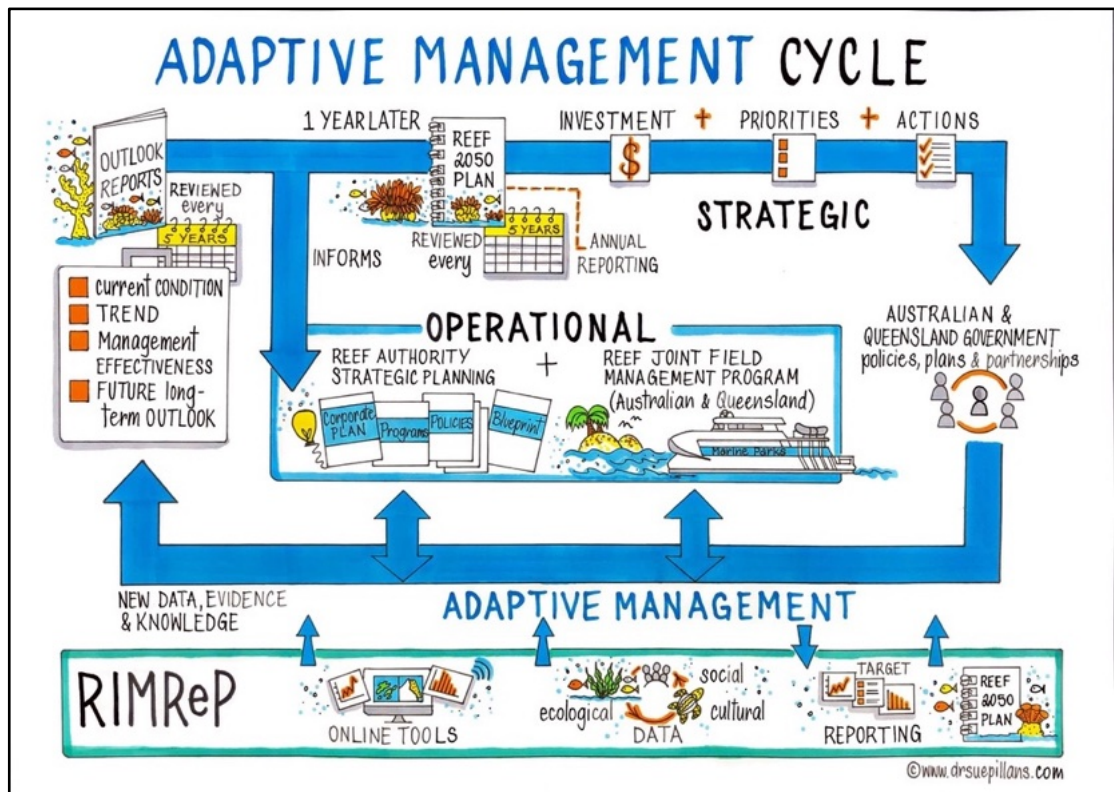 ADAPTIVE MANAGEMENT CYCLE
OUTLOOK
REPORTS
REVIEWED
every
5 YEARS
current CONDITION
TREND
Management
EFFECTIVENESS
FUTURE long-
term OUTLOOK
1 YEAR LATER
REEF
2050
PLAN
REVIEWED
every
5 YEARS
ANNUAL
REPORTING
INFORMS
INVESTMENT + PRIORITIES + ACTIONS
$
STRATEGIC
AUSTRALIAN &
QUEENSLAND GOVERNMENT
policies, plans & partnerships
OPERATIONAL
REEF AUTHORITY
STRATEGIC PLANNING
Corporate
PLAN
Programs
POLICIES
Blueprint
+
REEF JOINT FIELD
MANAGEMENT PROGRAM
(Australian & Queensland)
Marine Parks
NEW DATA, EVIDENCE
& KNOWLEDGE
ADAPTIVE MANAGEMENT
RIMReP
ONLINE TOOLS
ecological
social
cultural
DATA
TARGET
REPORTING
REEF
2050
PLAN
©www.drsuepillans.com